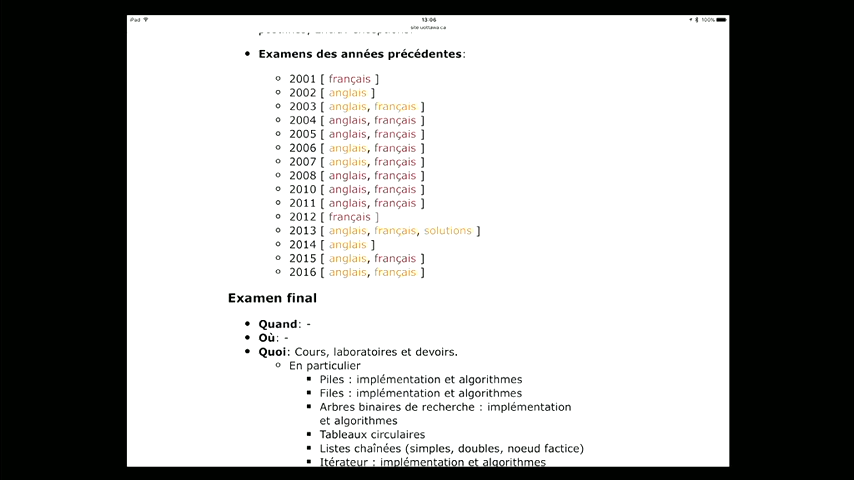 iPad
13:06
100%
site.uottawa.ca
Examens des années précédentes:
2001 [ français ]
2002 [ anglais ]
2003 [ anglais, français ]
2004 [ anglais, français ]
2005 [ anglais, français ]
2006 [ anglais, français ]
2007 [ anglais, français ]
2008 [ anglais, français ]
2010 [ anglais, français ]
2011 [ anglais, français ]
2012 [ français ]
2013 [ anglais, français, solutions ]
2014 [ anglais ]
2015 [ anglais, français ]
2016 [ anglais, français ]
Examen final
Quand: -
Où: -
Quoi: Cours, laboratoires et devoirs.
En particulier
Piles : implémentation et algorithmes
Files : implémentation et algorithmes
Arbres binaires de recherche : implémentation
et algorithmes
Tableaux circulaires
Listes chaînées (simples, doubles, noeud factice)
Itérateur : implémentation et algorithmes